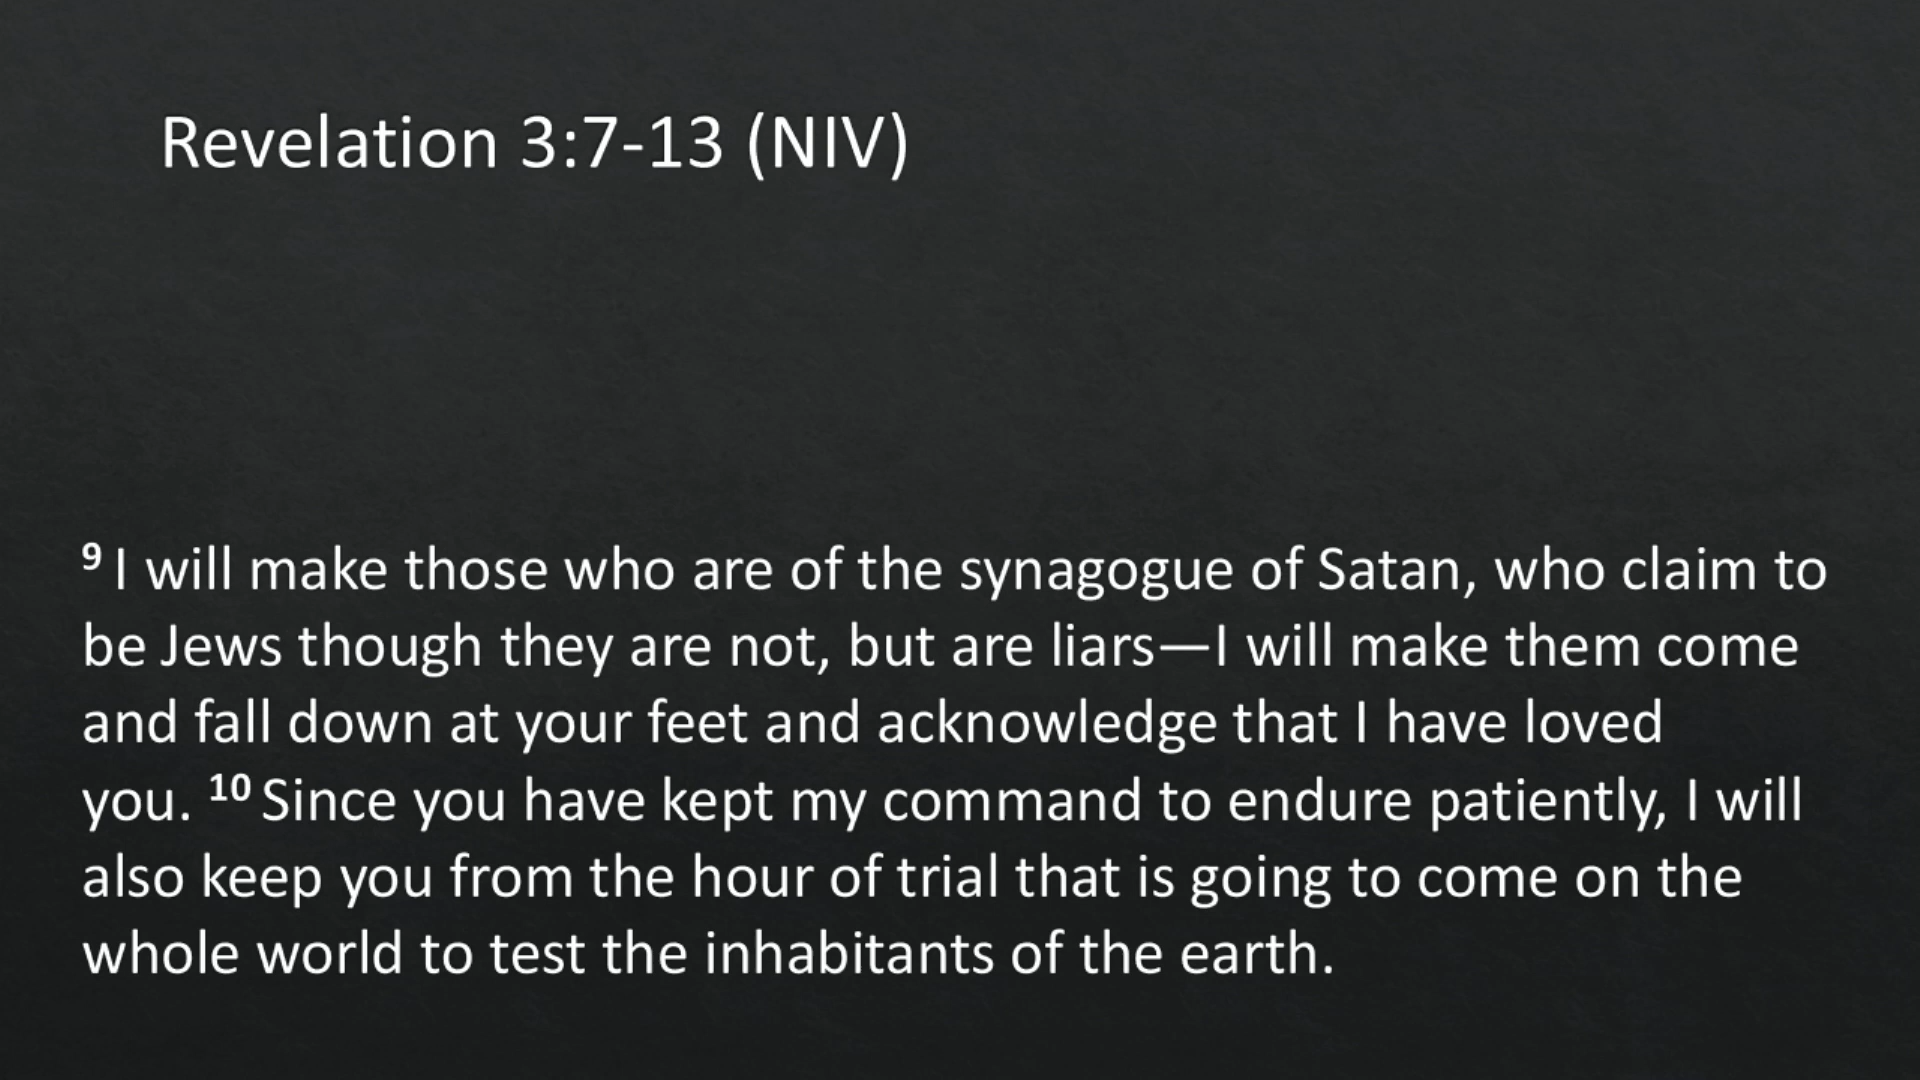 Revelation 3:7-13 (NIV)
9 I will make those who are of the synagogue of Satan, who claim to
be Jews though they are not, but are liars—I will make them come
and fall down at your feet and acknowledge that I have loved
you. 10 Since you have kept my command to endure patiently, I will
also keep you from the hour of trial that is going to come on the
whole world to test the inhabitants of the earth.